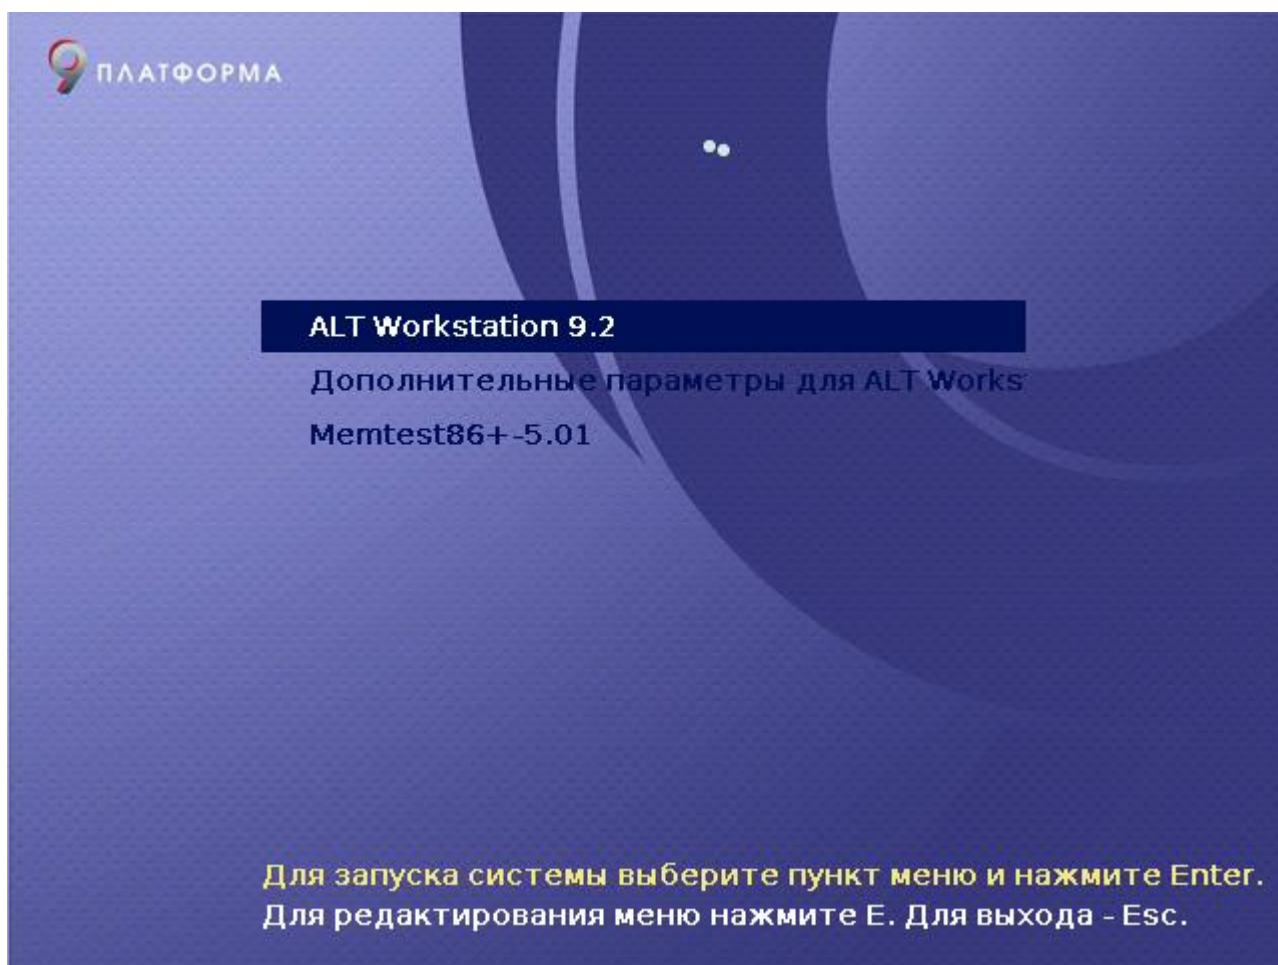 9 ПЛАТФОРМА
ALT Workstation 9.2
Дополнительные параметры для ALT Works
Memtest86+-5.01
Для запуска системы выберите пункт меню и нажмите Enter.
Для редактирования меню нажмите E. Для выхода - Esc.